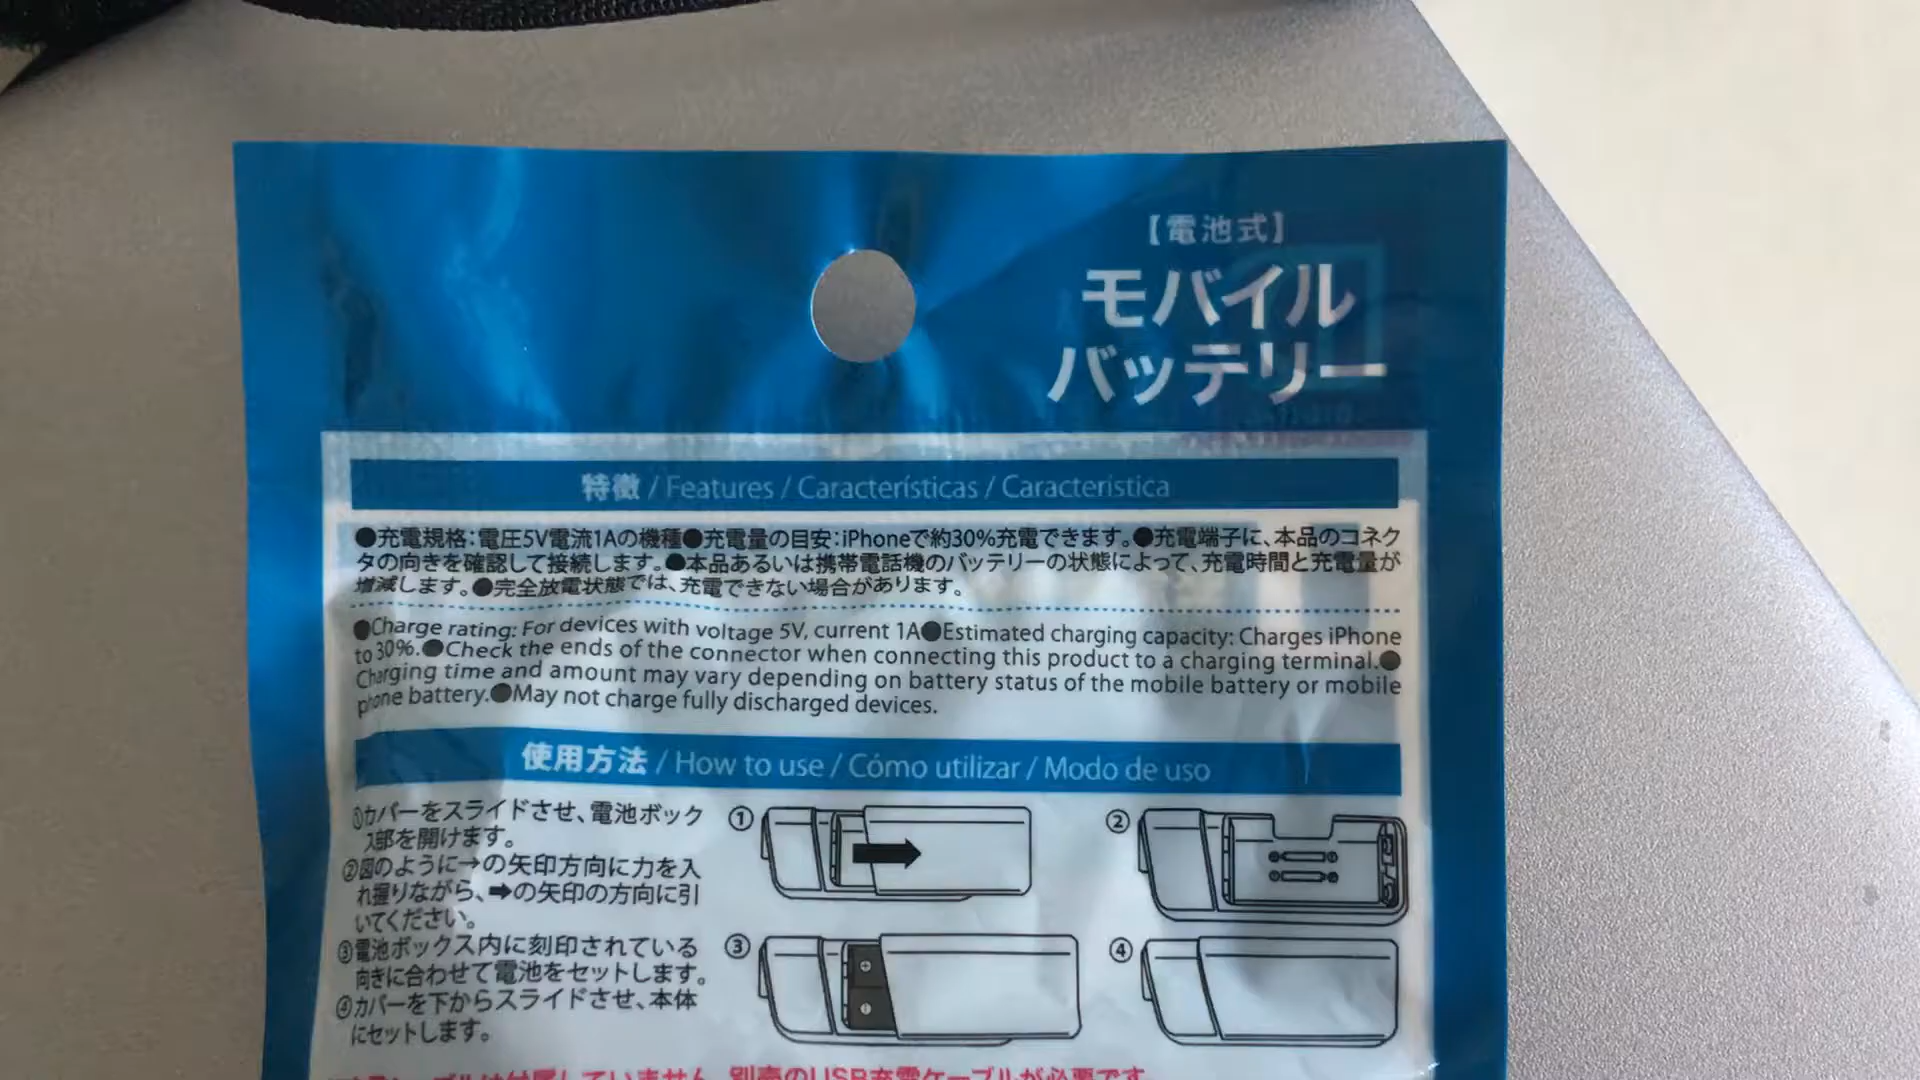 【電池式】
モバイル
バッテリー
特徴 / Features / Características / Característica
●充電規格:電圧5V電流1Aの機種●充電量の目安:iPhoneで約30%充電できます。●充電端子に、本品のコネク
タの向きを確認して接続します。●本品あるいは携帯電話機のバッテリーの状態によって、充電時間と充電量が
増減します。●完全放電状態では、充電できない場合があります。
●Charge rating: For devices with voltage 5V, current 1A●Estimated charging capacity: Charges iPhone
to 30%.●Check the ends of the connector when connecting this product to a charging terminal.●
Charging time and amount may vary depending on battery status of the mobile battery or mobile
phone battery.●May not charge fully discharged devices.
使用方法 / How to use / Cómo utilizar / Modo de uso
①カバーをスライドさせ、電池ボック
ス部を開けます。
②図のように→の矢印方向に力を入
れ握りながら、➡の矢印の方向に引
いてください。
③電池ボックス内に刻印されている
向きに合わせて電池をセットします。
④カバーを下からスライドさせ、本体
にセットします。
①
②
③
④
ケーブルは付属していません。別売のUSB充電ケーブルが必要です